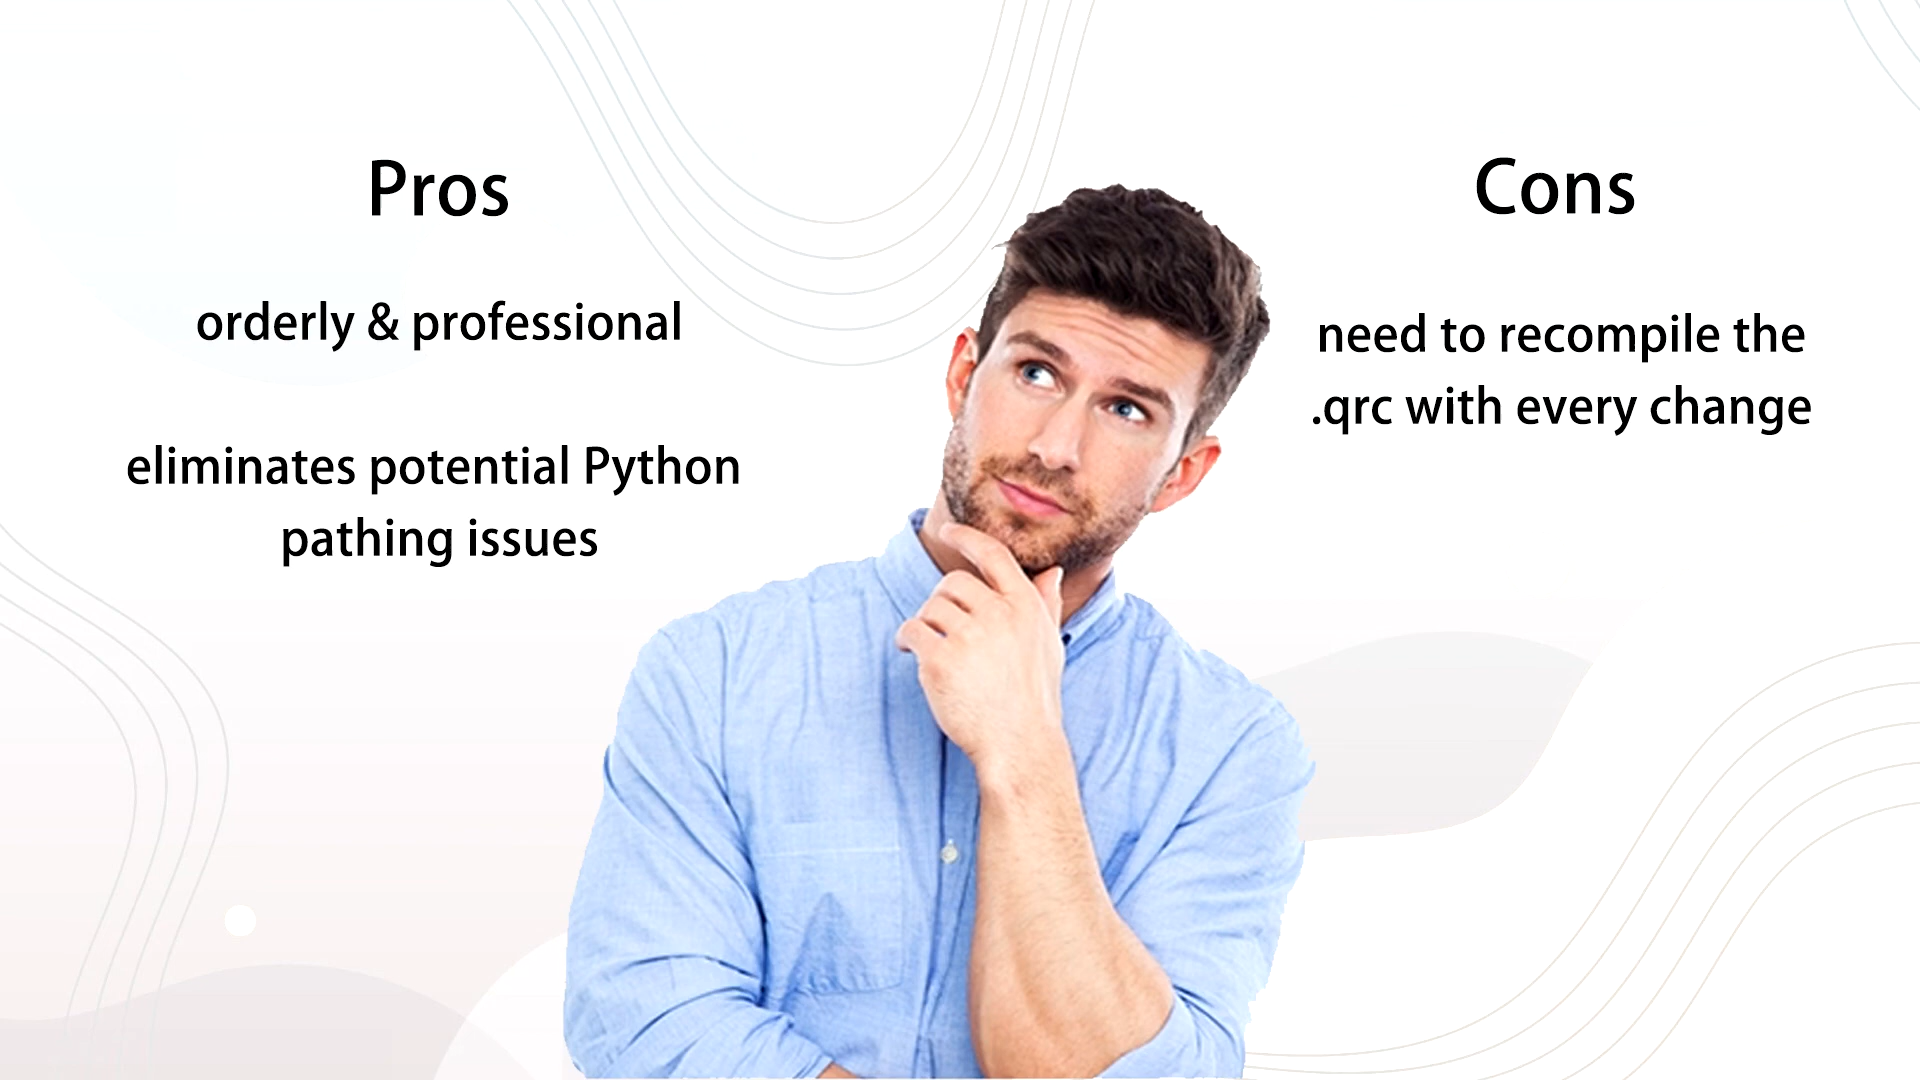 Pros
orderly & professional
eliminates potential Python
pathing issues
Cons
need to recompile the
.qrc with every change